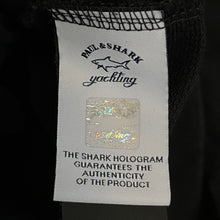 PAUL & SHARK
yachting
THE SHARK HOLOGRAM
GUARANTEES THE
AUTHENTICITY
OF THE PRODUCT